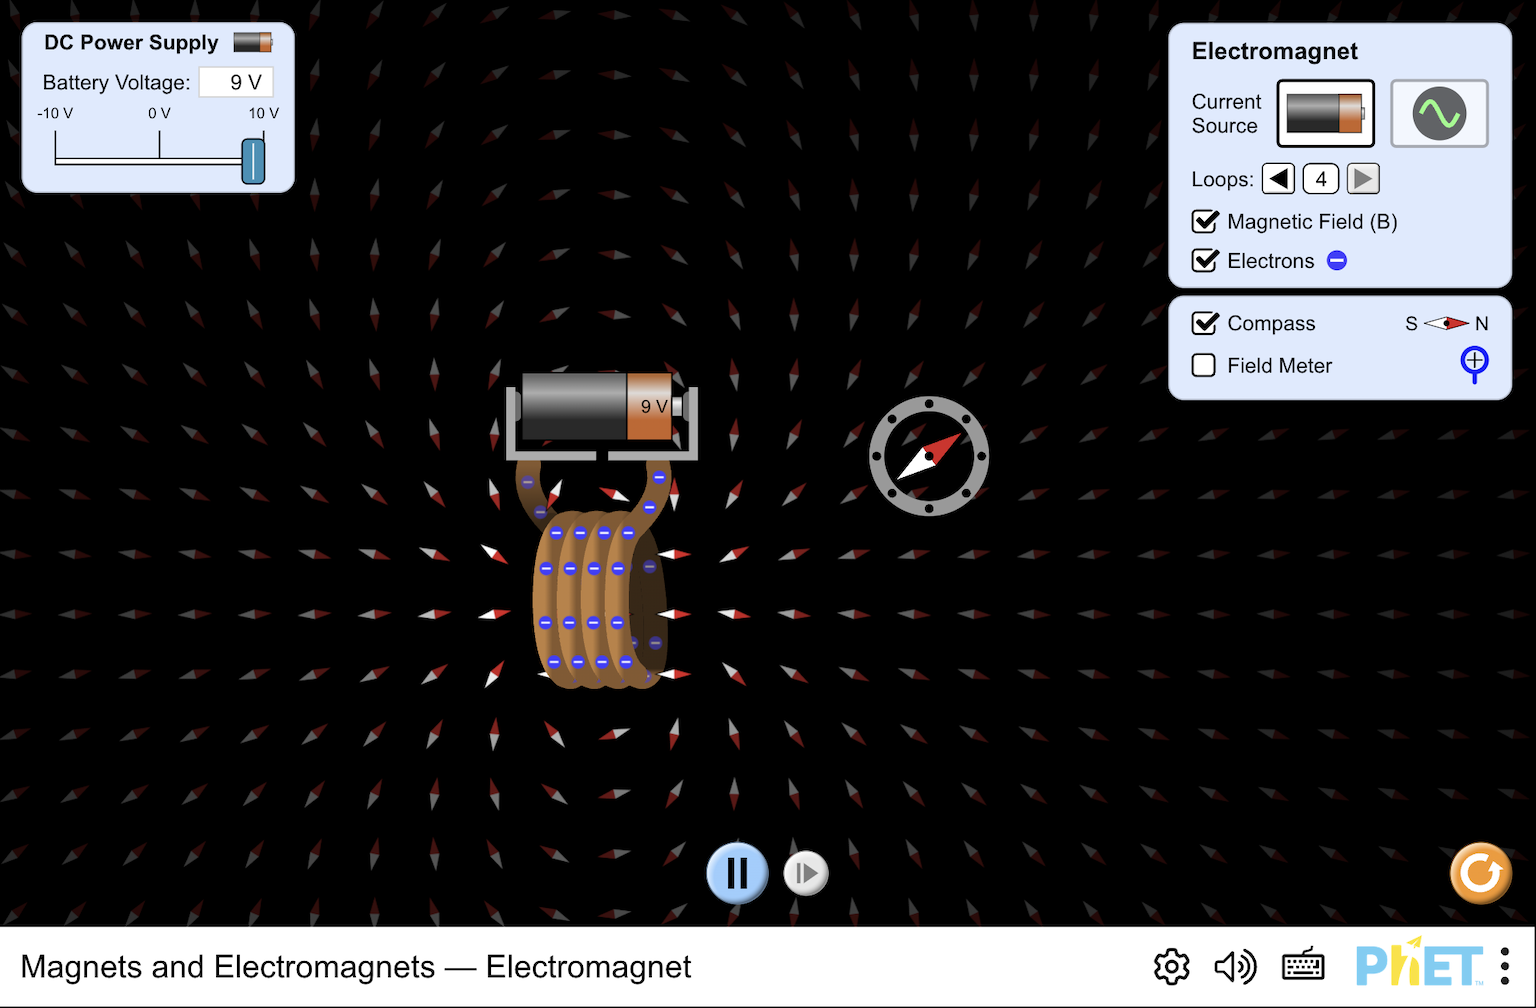 DC Power Supply
Battery Voltage: 9 V
-10 V 0 V 10 V
Electromagnet
Current
Source
Loops: 4
Magnetic Field (B)
Electrons
Compass S N
Field Meter
9 V
Magnets and Electromagnets — Electromagnet
PhET™